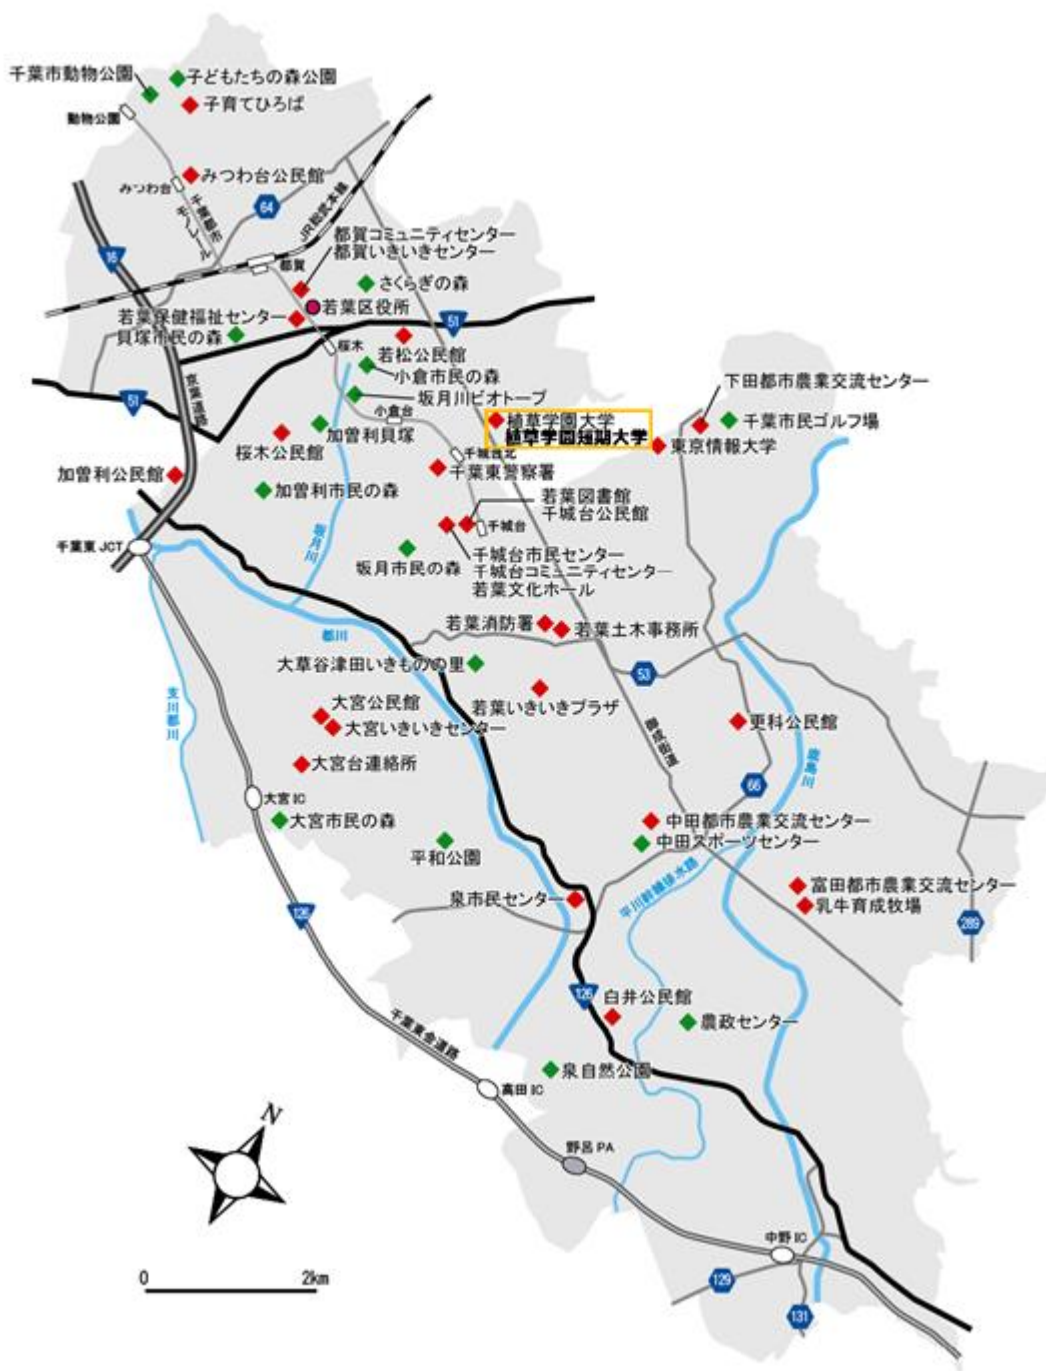 千葉市動物公園
子どもたちの森公園
子育てひろば
動物公園
みつわ台公民館
みつわ台
千葉都市
モノレール
64
JR総武本線
16
都賀コミュニティセンター
都賀いきいきセンター
都賀
さくらぎの森
若葉区役所
若葉保健福祉センター
貝塚市民の森
51
若松公民館
桜木
小倉市民の森
京葉道路
坂月川ビオトープ
下田都市農業交流センター
51
小倉台
植草学園大学
植草学園短期大学
千葉市民ゴルフ場
加曽利貝塚
桜木公民館
東京情報大学
千城台北
千葉東警察署
加曽利公民館
加曽利市民の森
若葉図書館
千城台公民館
千城台
坂月川
千葉東JCT
坂月市民の森
千城台市民センター
千城台コミュニティセンター
若葉文化ホール
若葉消防署
若葉土木事務所
都川
大草谷津田いきものの里
53
支川都川
若葉いきいきプラザ
大宮公民館
大宮いきいきセンター
更科公民館
御成街道
鹿島川
大宮台連絡所
66
大宮IC
大宮市民の森
中田都市農業交流センター
中田スポーツセンター
平和公園
平川幹線排水路
富田都市農業交流センター
乳牛育成牧場
泉市民センター
126
289
126
白井公民館
農政センター
千葉東金道路
泉自然公園
高田IC
N
野呂PA
中野IC
0
2km
129
131